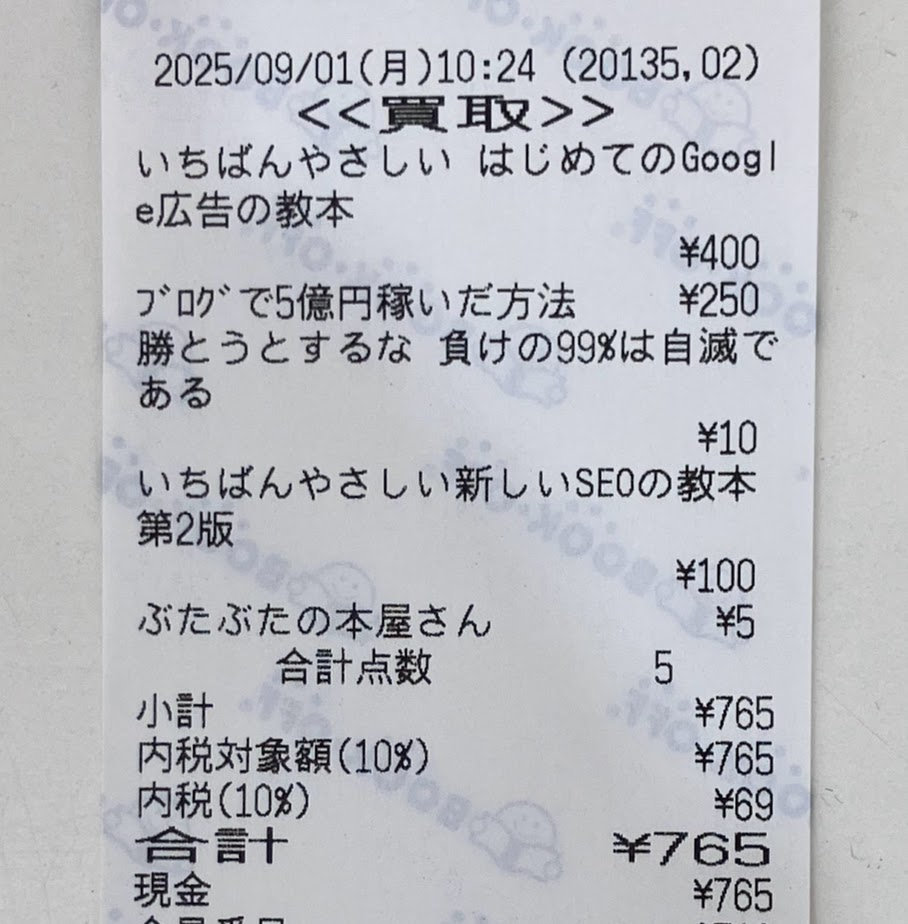 2025/09/01(月)10:24 (20135,02)
<<買取>>
いちばんやさしい はじめてのGoogl
e広告の教本
¥400
ﾌﾞﾛｸﾞで5億円稼いだ方法 ¥250
勝とうとするな 負けの99%は自滅で
ある
¥10
いちばんやさしい新しいSEOの教本
第2版
¥100
ぶたぶたの本屋さん ¥5
合計点数 5
小計 ¥765
内税対象額(10%) ¥765
内税(10%) ¥69
合計 ¥765
現金 ¥765